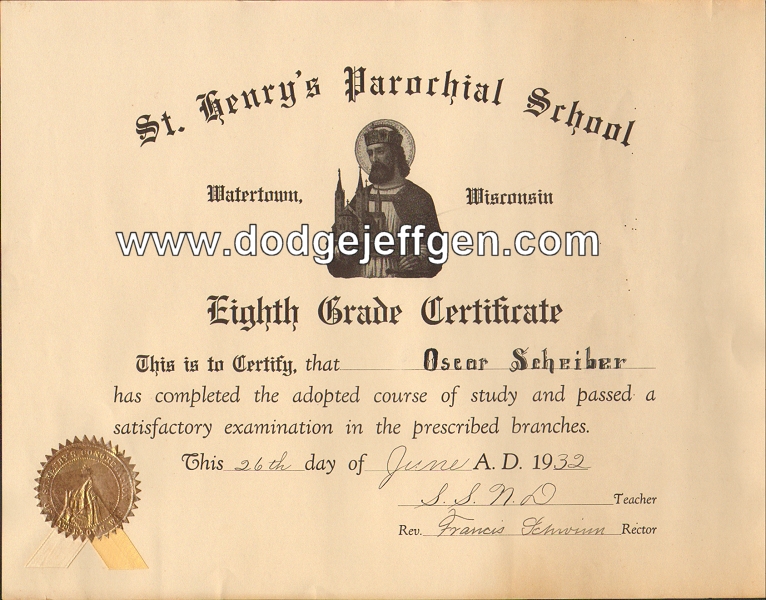 St. Henry's Parochial School
Watertown, Wisconsin
www.dodgejeffgen.com
Eighth Grade Certificate
This is to Certify, that Oscar Scheiber
has completed the adopted course of study and passed a
satisfactory examination in the prescribed branches.
This 26th day of June A. D. 1932
S. S. N. D Teacher
Rev. Francis Schwinn Rector